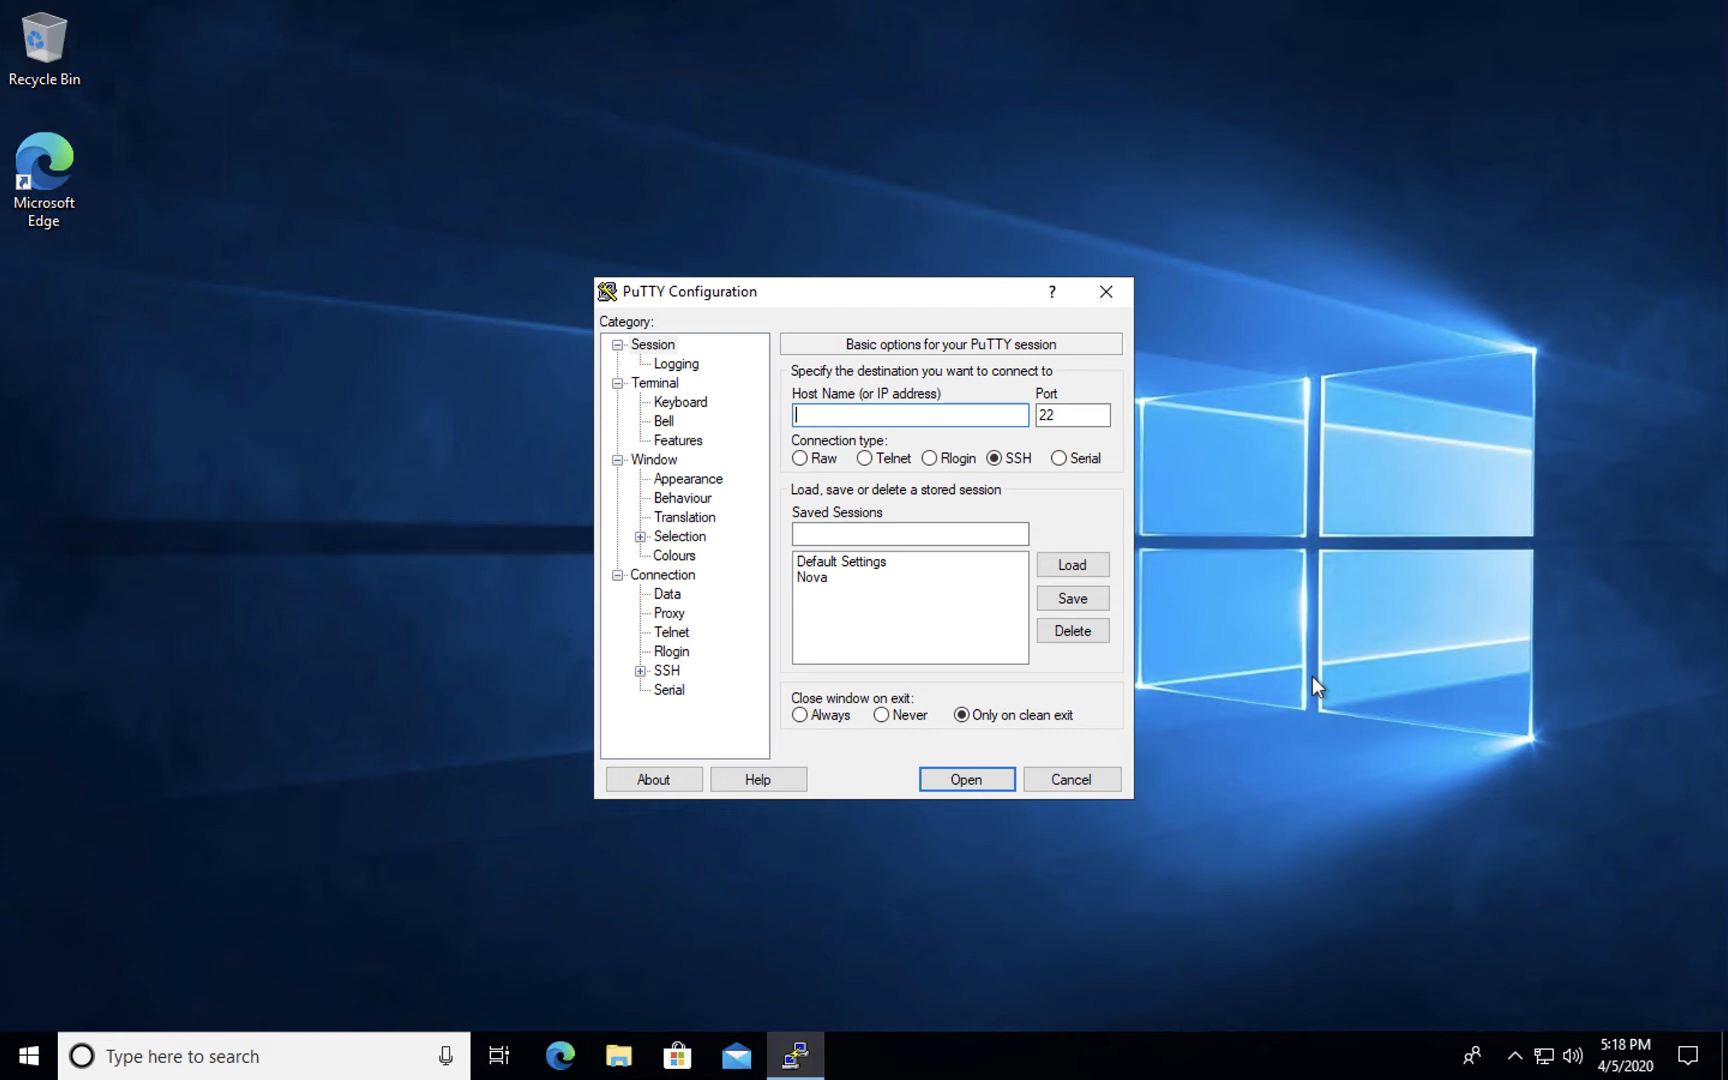 Recycle Bin
Microsoft
Edge
PuTTY Configuration
?
Category:
Session
Logging
Terminal
Keyboard
Bell
Features
Window
Appearance
Behaviour
Translation
Selection
Colours
Connection
Data
Proxy
Telnet
Rlogin
SSH
Serial
Basic options for your PuTTY session
Specify the destination you want to connect to
Host Name (or IP address) Port
22
Connection type:
Raw Telnet Rlogin SSH Serial
Load, save or delete a stored session
Saved Sessions
Default Settings
Nova
Load
Save
Delete
Close window on exit:
Always Never Only on clean exit
About Help Open Cancel
Type here to search
5:18 PM
4/5/2020